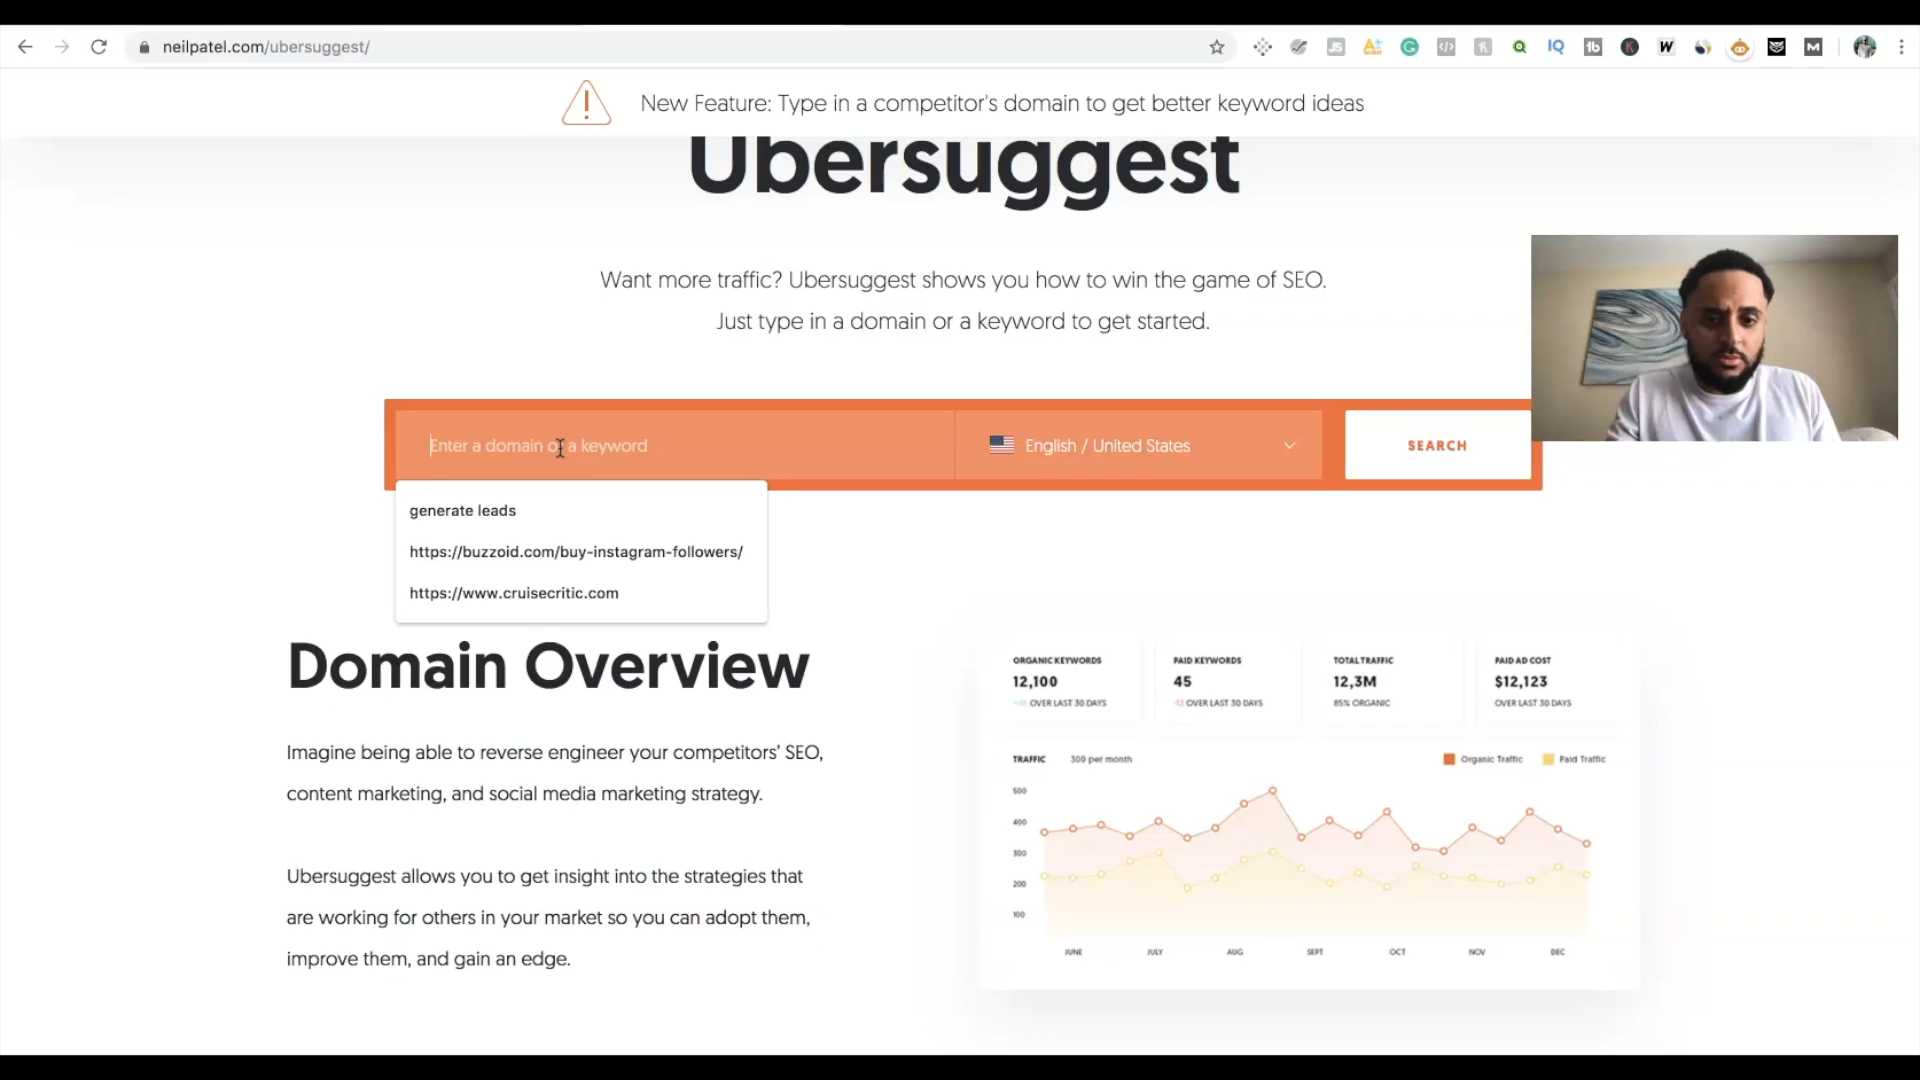 neilpatel.com/ubersuggest/
New Feature: Type in a competitor's domain to get better keyword ideas
Ubersuggest
Want more traffic? Ubersuggest shows you how to win the game of SEO.
Just type in a domain or a keyword to get started.
Enter a domain or a keyword
English / United States
SEARCH
generate leads
https://buzzoid.com/buy-instagram-followers/
https://www.cruisecritic.com
Domain Overview
Imagine being able to reverse engineer your competitors' SEO,
content marketing, and social media marketing strategy.
Ubersuggest allows you to get insight into the strategies that
are working for others in your market so you can adopt them,
improve them, and gain an edge.
ORGANIC KEYWORDS
12,100
OVER LAST 30 DAYS
PAID KEYWORDS
45
-12 OVER LAST 30 DAYS
TOTAL TRAFFIC
12,3M
85% ORGANIC
PAID AD COST
$12,123
OVER LAST 30 DAYS
TRAFFIC 300 per month
Organic Traffic Paid Traffic
500
400
300
200
100
JUNE JULY AUG SEPT OCT NOV DEC